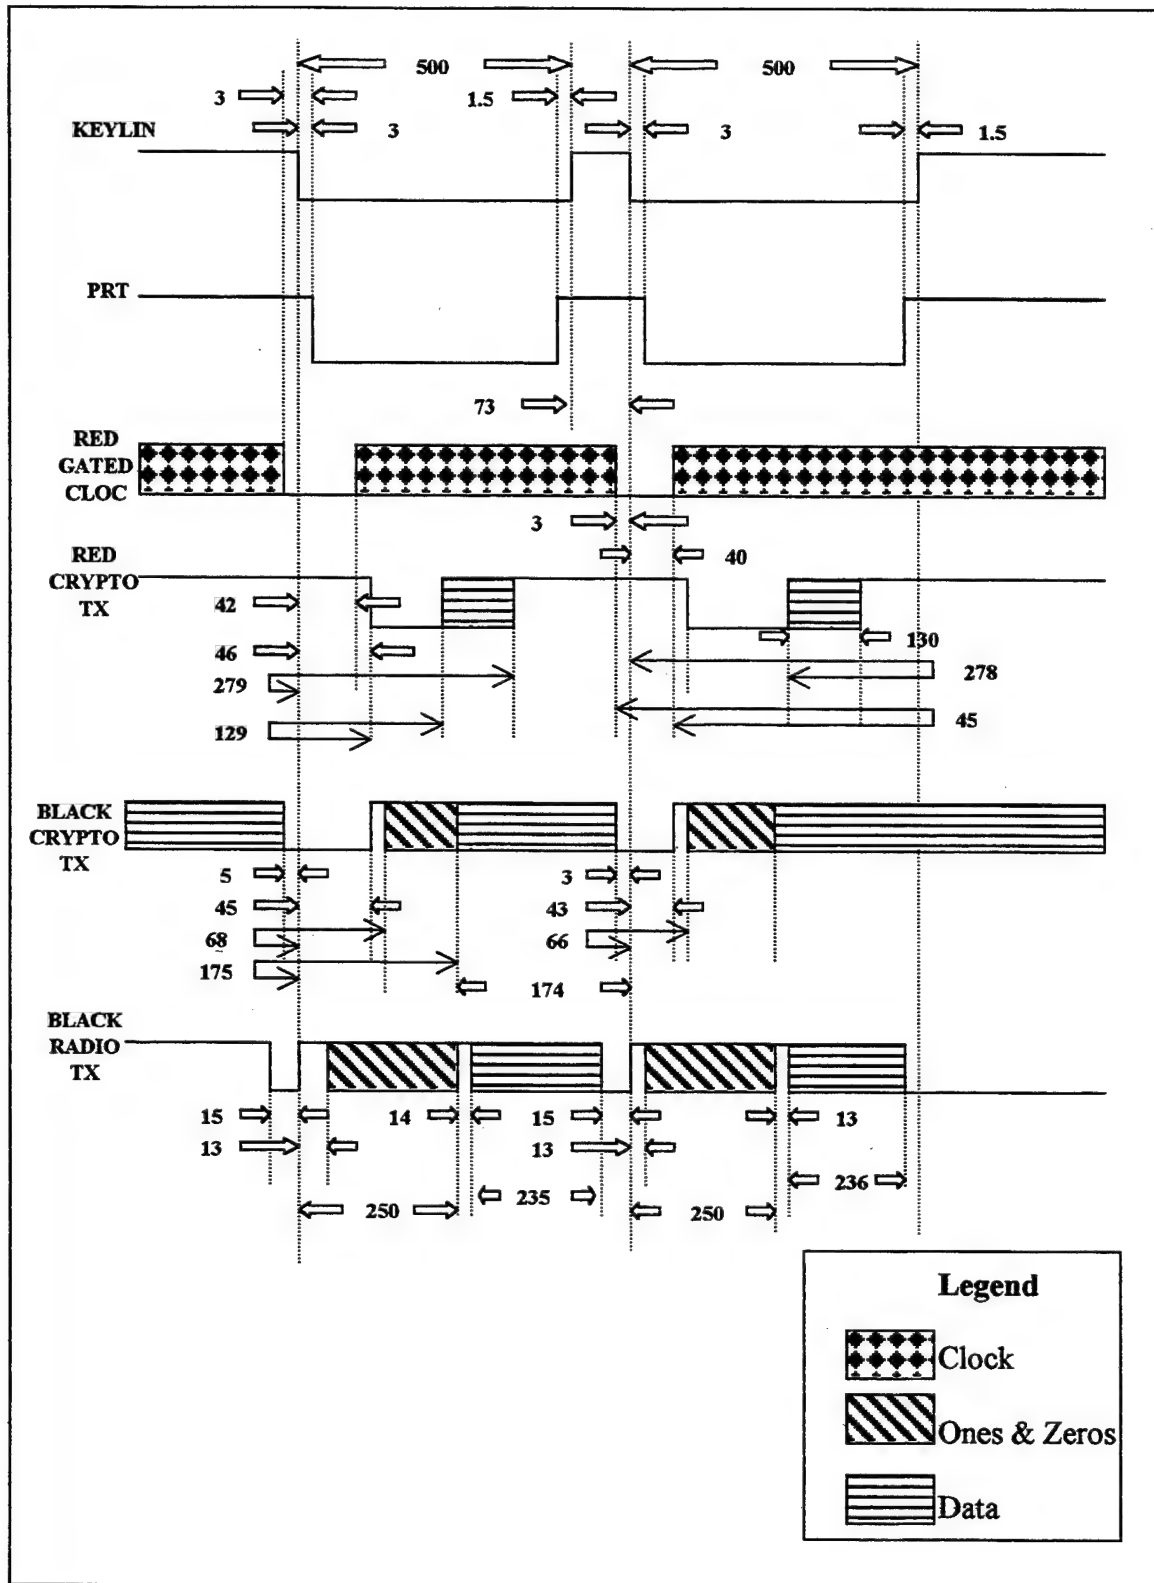 500 500
3 1.5
KEYLIN 3 3 1.5
PRT
73
RED
GATED
CLOC
3
RED
CRYPTO
TX
40
42
130
46
279 278
129 45
BLACK
CRYPTO
TX
5 3
45 43
68 66
175
174
BLACK
RADIO
TX
15 14 15 13
13 13
235 236
250 250
Legend
Clock
Ones & Zeros
Data